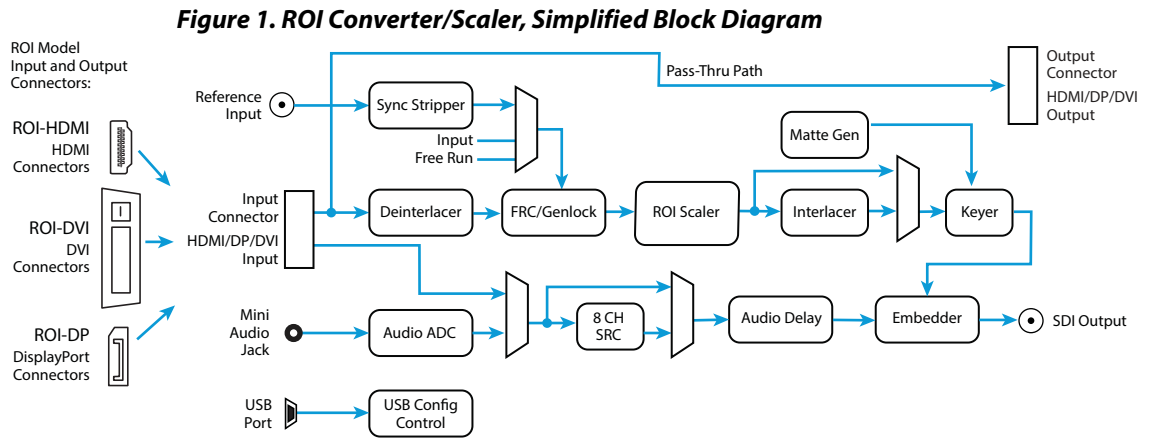 Figure 1. ROI Converter/Scaler, Simplified Block Diagram
ROI Model
Input and Output
Connectors:
ROI-HDMI
HDMI
Connectors
ROI-DVI
DVI
Connectors
ROI-DP
DisplayPort
Connectors
Reference
Input
Sync Stripper
Input
Free Run
Pass-Thru Path
Output
Connector
HDMI/DP/DVI
Output
Matte Gen
Input
Connector
HDMI/DP/DVI
Input
Deinterlacer
FRC/Genlock
ROI Scaler
Interlacer
Keyer
Mini
Audio
Jack
Audio ADC
8 CH
SRC
Audio Delay
Embedder
SDI Output
USB
Port
USB Config
Control